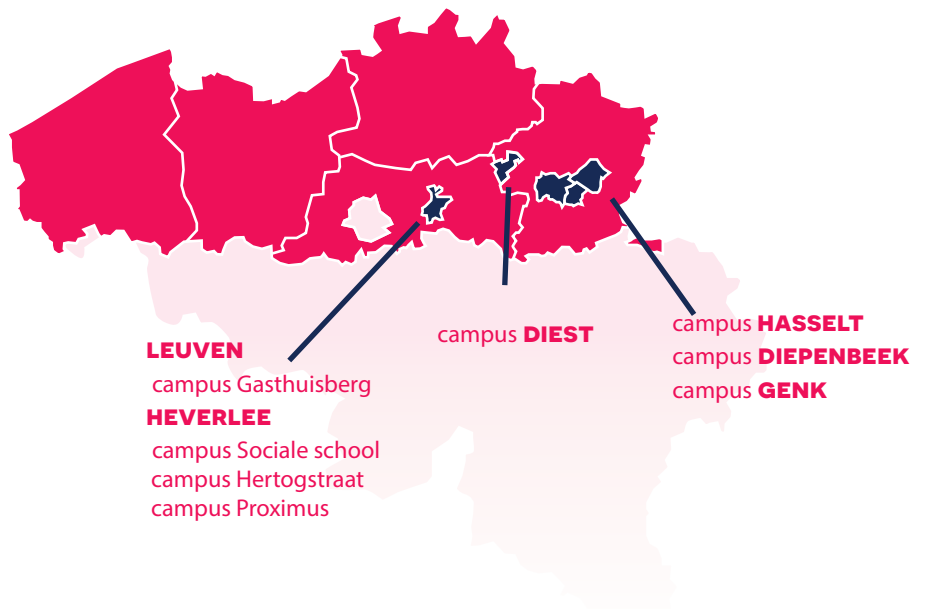 LEUVEN
campus Gasthuisberg
HEVERLEE
campus Sociale school
campus Hertogstraat
campus Proximus
campus DIEST
campus HASSELT
campus DIEPENBEEK
campus GENK